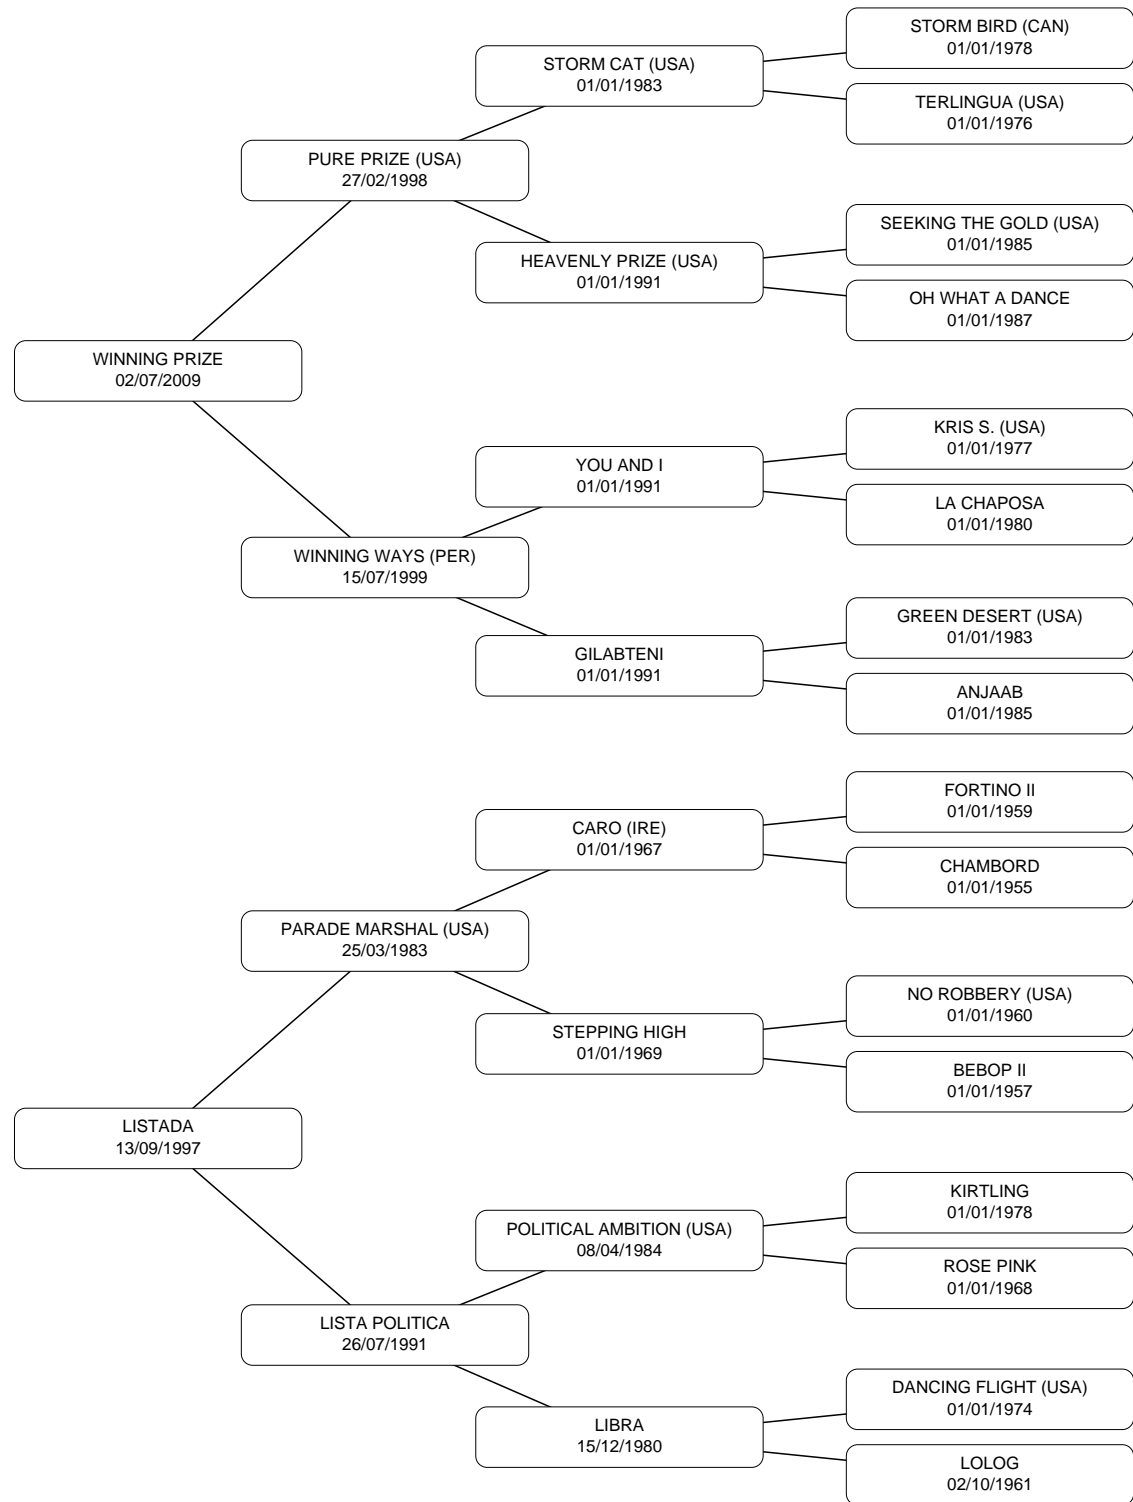 STORM BIRD (CAN)
01/01/1978
STORM CAT (USA)
01/01/1983
TERLINGUA (USA)
01/01/1976
PURE PRIZE (USA)
27/02/1998
SEEKING THE GOLD (USA)
01/01/1985
HEAVENLY PRIZE (USA)
01/01/1991
OH WHAT A DANCE
01/01/1987
WINNING PRIZE
02/07/2009
KRIS S. (USA)
01/01/1977
YOU AND I
01/01/1991
LA CHAPOSA
01/01/1980
WINNING WAYS (PER)
15/07/1999
GREEN DESERT (USA)
01/01/1983
GILABTENI
01/01/1991
ANJAAB
01/01/1985
FORTINO II
01/01/1959
CARO (IRE)
01/01/1967
CHAMBORD
01/01/1955
PARADE MARSHAL (USA)
25/03/1983
NO ROBBERY (USA)
01/01/1960
STEPPING HIGH
01/01/1969
BEBOP II
01/01/1957
LISTADA
13/09/1997
KIRTLING
01/01/1978
POLITICAL AMBITION (USA)
08/04/1984
ROSE PINK
01/01/1968
LISTA POLITICA
26/07/1991
DANCING FLIGHT (USA)
01/01/1974
LIBRA
15/12/1980
LOLOG
02/10/1961